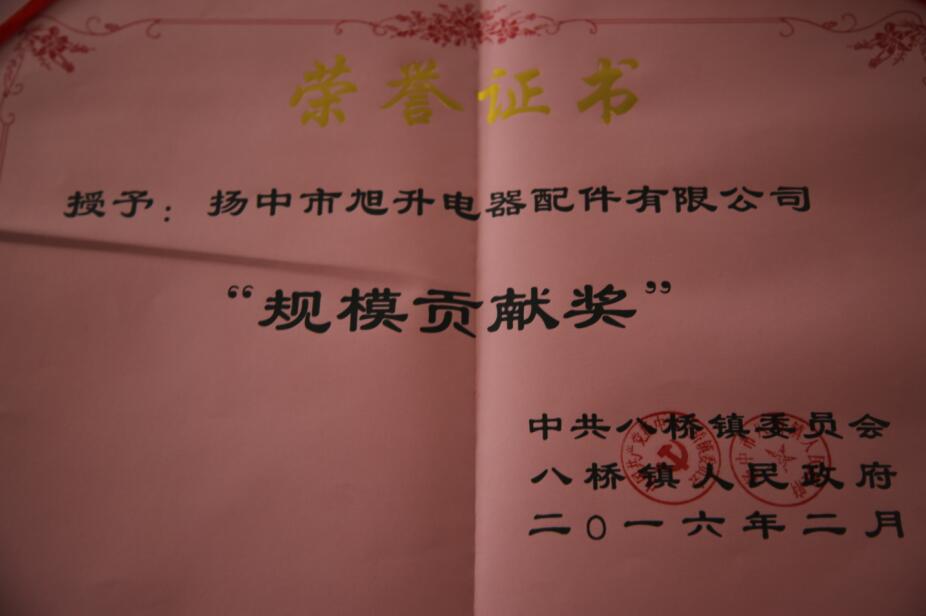 荣誉证书
授予：扬中市旭升电器配件有限公司
“规模贡献奖”
中共八桥镇委员会
八桥镇人民政府
二〇一六年二月